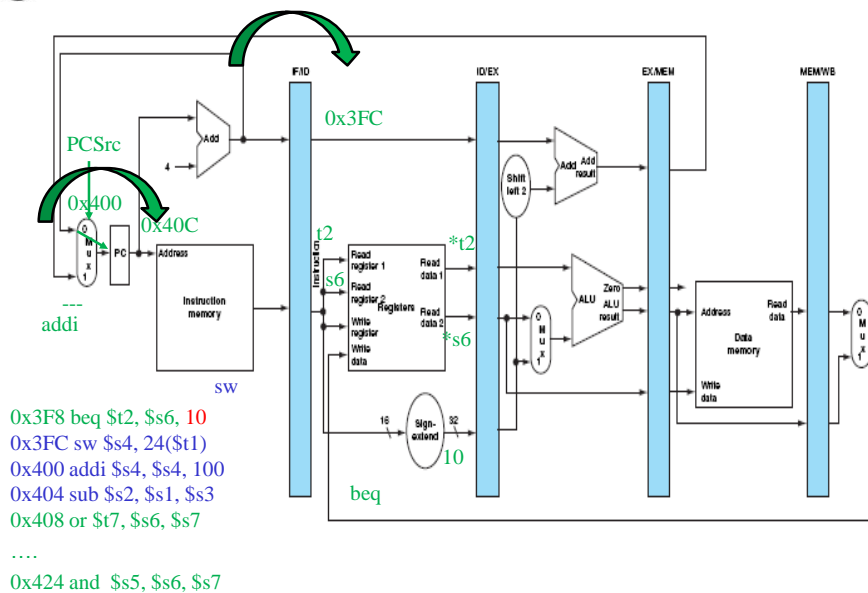 IF/ID
ID/EX
EX/MEM
MEM/WB
0x3FC
Add
4
PCSrc
0x400
0x40C
0
M
u
x
1
PC
---
addi
Address
Instruction
memory
sw
Instruction
t2
s6
Read
register 1
Read
register 2
Registers
Write
register
Write
data
Read
data 1
Read
data 2
*t2
*s6
16
Sign-
extend
32
10
beq
Shift
left 2
Add
Add
result
0
M
u
x
1
ALU
Zero
ALU
result
Address
Data
memory
Read
data
Write
data
0
M
u
x
1
0x3F8 beq $t2, $s6, 10
0x3FC sw $s4, 24($t1)
0x400 addi $s4, $s4, 100
0x404 sub $s2, $s1, $s3
0x408 or $t7, $s6, $s7
….
0x424 and $s5, $s6, $s7